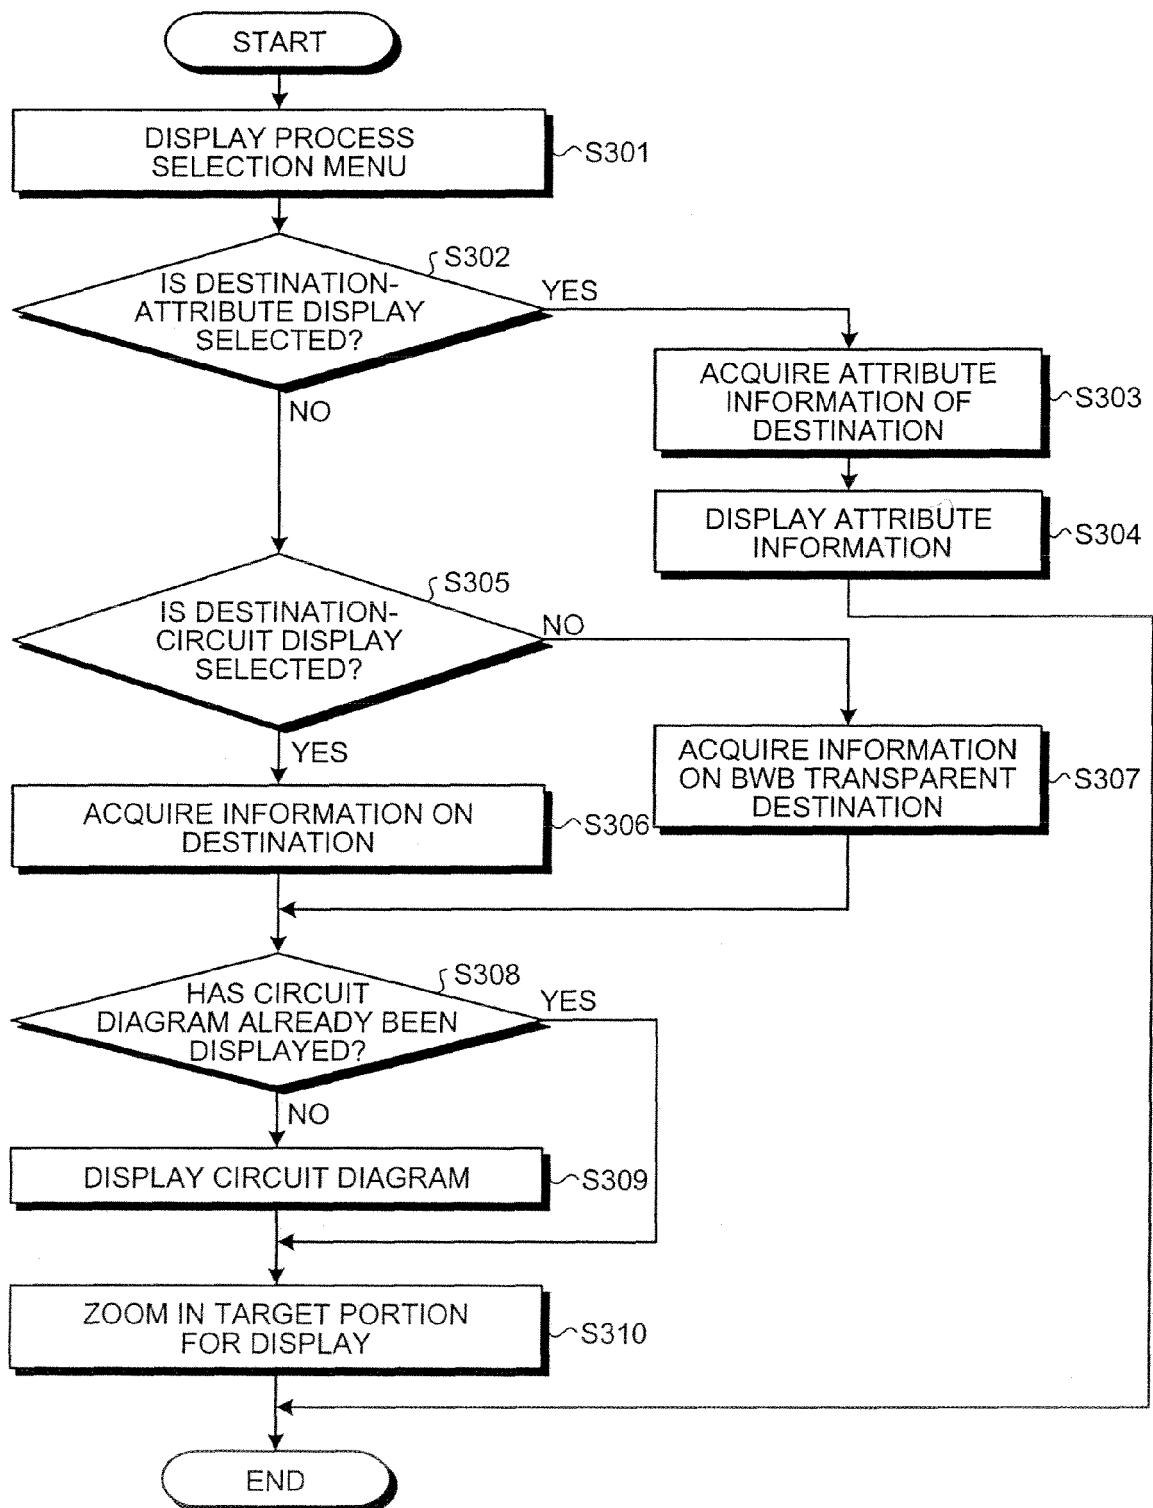 START
DISPLAY PROCESS
SELECTION MENU
S301
S302
IS DESTINATION-
ATTRIBUTE DISPLAY
SELECTED?
YES
NO
ACQUIRE ATTRIBUTE
INFORMATION OF
DESTINATION
S303
DISPLAY ATTRIBUTE
INFORMATION
S304
S305
IS DESTINATION-
CIRCUIT DISPLAY
SELECTED?
NO
YES
ACQUIRE INFORMATION
ON BWB TRANSPARENT
DESTINATION
S307
ACQUIRE INFORMATION ON
DESTINATION
S306
S308
HAS CIRCUIT
DIAGRAM ALREADY BEEN
DISPLAYED?
YES
NO
DISPLAY CIRCUIT DIAGRAM
S309
ZOOM IN TARGET PORTION
FOR DISPLAY
S310
END